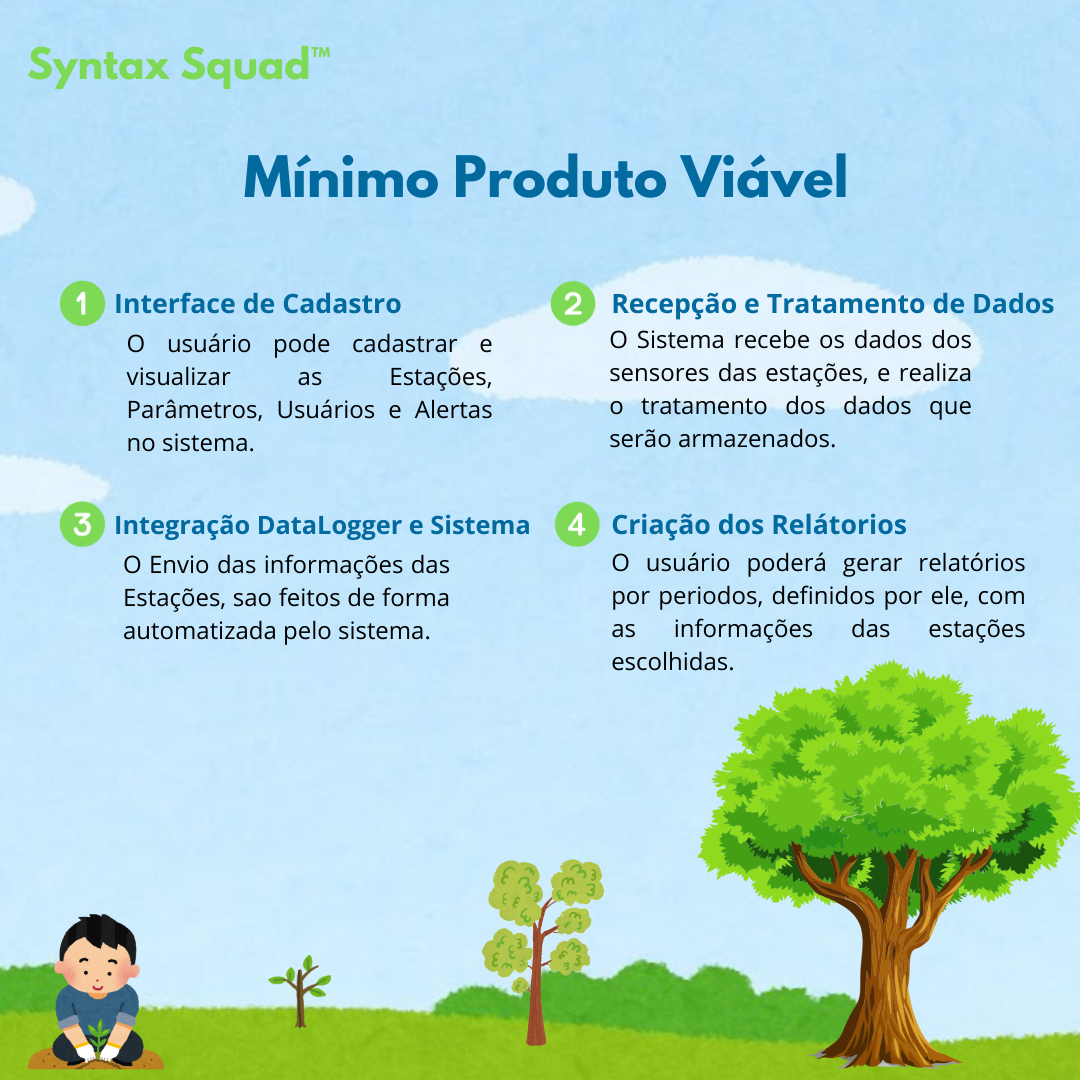 Syntax Squad™
Mínimo Produto Viável
1 Interface de Cadastro
O usuário pode cadastrar e
visualizar as Estações,
Parâmetros, Usuários e Alertas
no sistema.
2 Recepção e Tratamento de Dados
O Sistema recebe os dados dos
sensores das estações, e realiza
o tratamento dos dados que
serão armazenados.
3 Integração DataLogger e Sistema
O Envio das informações das
Estações, sao feitos de forma
automatizada pelo sistema.
4 Criação dos Relátorios
O usuário poderá gerar relatórios
por periodos, definidos por ele, com
as informações das estações
escolhidas.